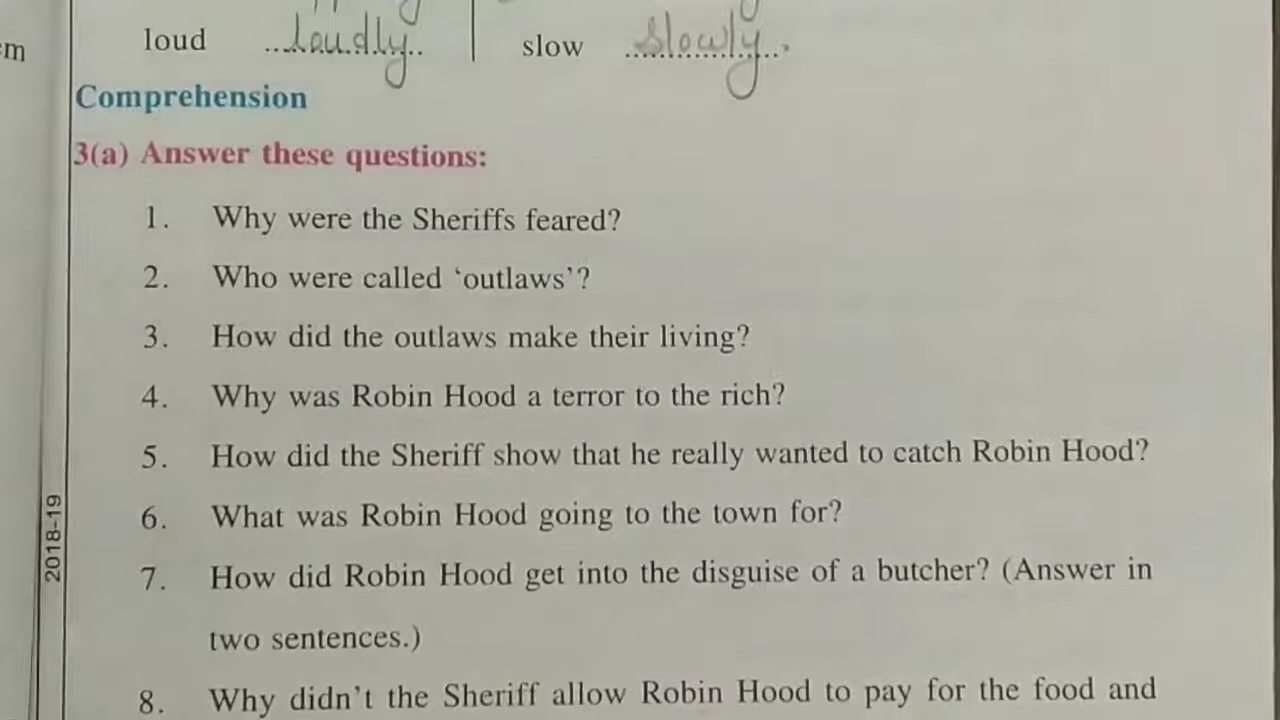 m
loud ...loudly.. slow ...slowly...
Comprehension
3(a) Answer these questions:
1. Why were the Sheriffs feared?
2. Who were called ‘outlaws’?
3. How did the outlaws make their living?
4. Why was Robin Hood a terror to the rich?
5. How did the Sheriff show that he really wanted to catch Robin Hood?
6. What was Robin Hood going to the town for?
7. How did Robin Hood get into the disguise of a butcher? (Answer in
two sentences.)
8. Why didn’t the Sheriff allow Robin Hood to pay for the food and
2018-19